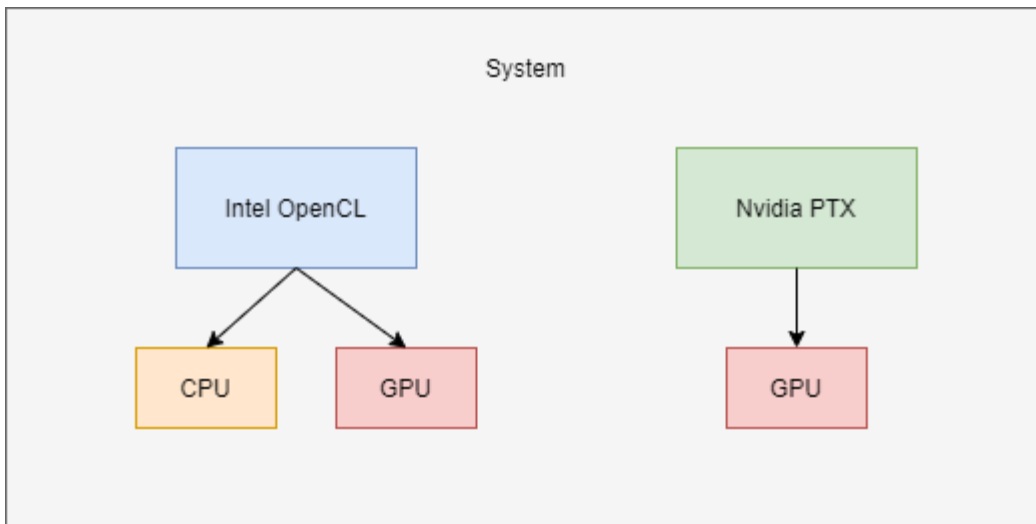 System
Intel OpenCL
Nvidia PTX
CPU
GPU
GPU